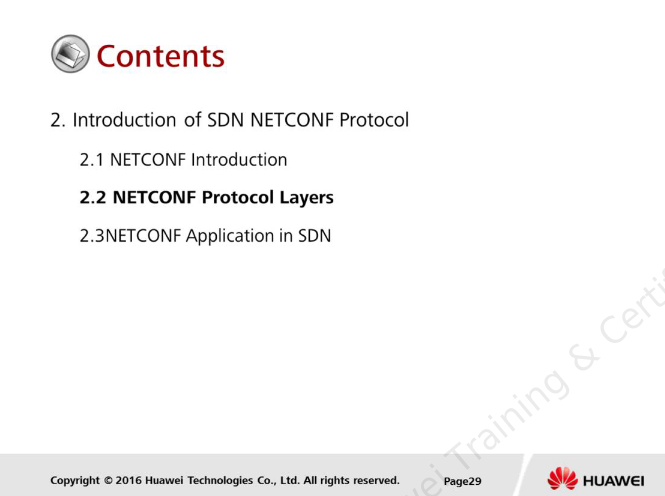 Contents
2. Introduction of SDN NETCONF Protocol
2.1 NETCONF Introduction
2.2 NETCONF Protocol Layers
2.3NETCONF Application in SDN
Training & Certif
Copyright © 2016 Huawei Technologies Co., Ltd. All rights reserved. Page29
HUAWEI